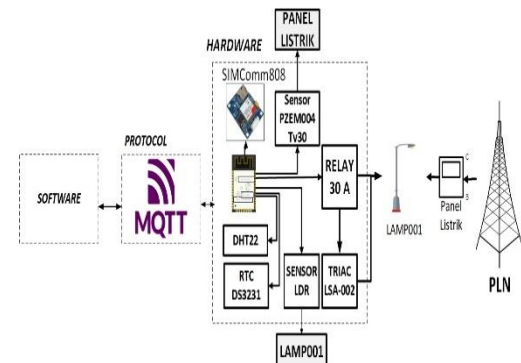 PANEL
LISTRIK
HARDWARE
SIMComm808
Sensor
PZEM004
Tv30
PROTOCOL
SOFTWARE
MQTT
RELAY
30 A
LAMP001
Panel
Listrik
PLN
DHT22
RTC
DS3231
SENSOR
LDR
TRIAC
LSA-002
LAMP001